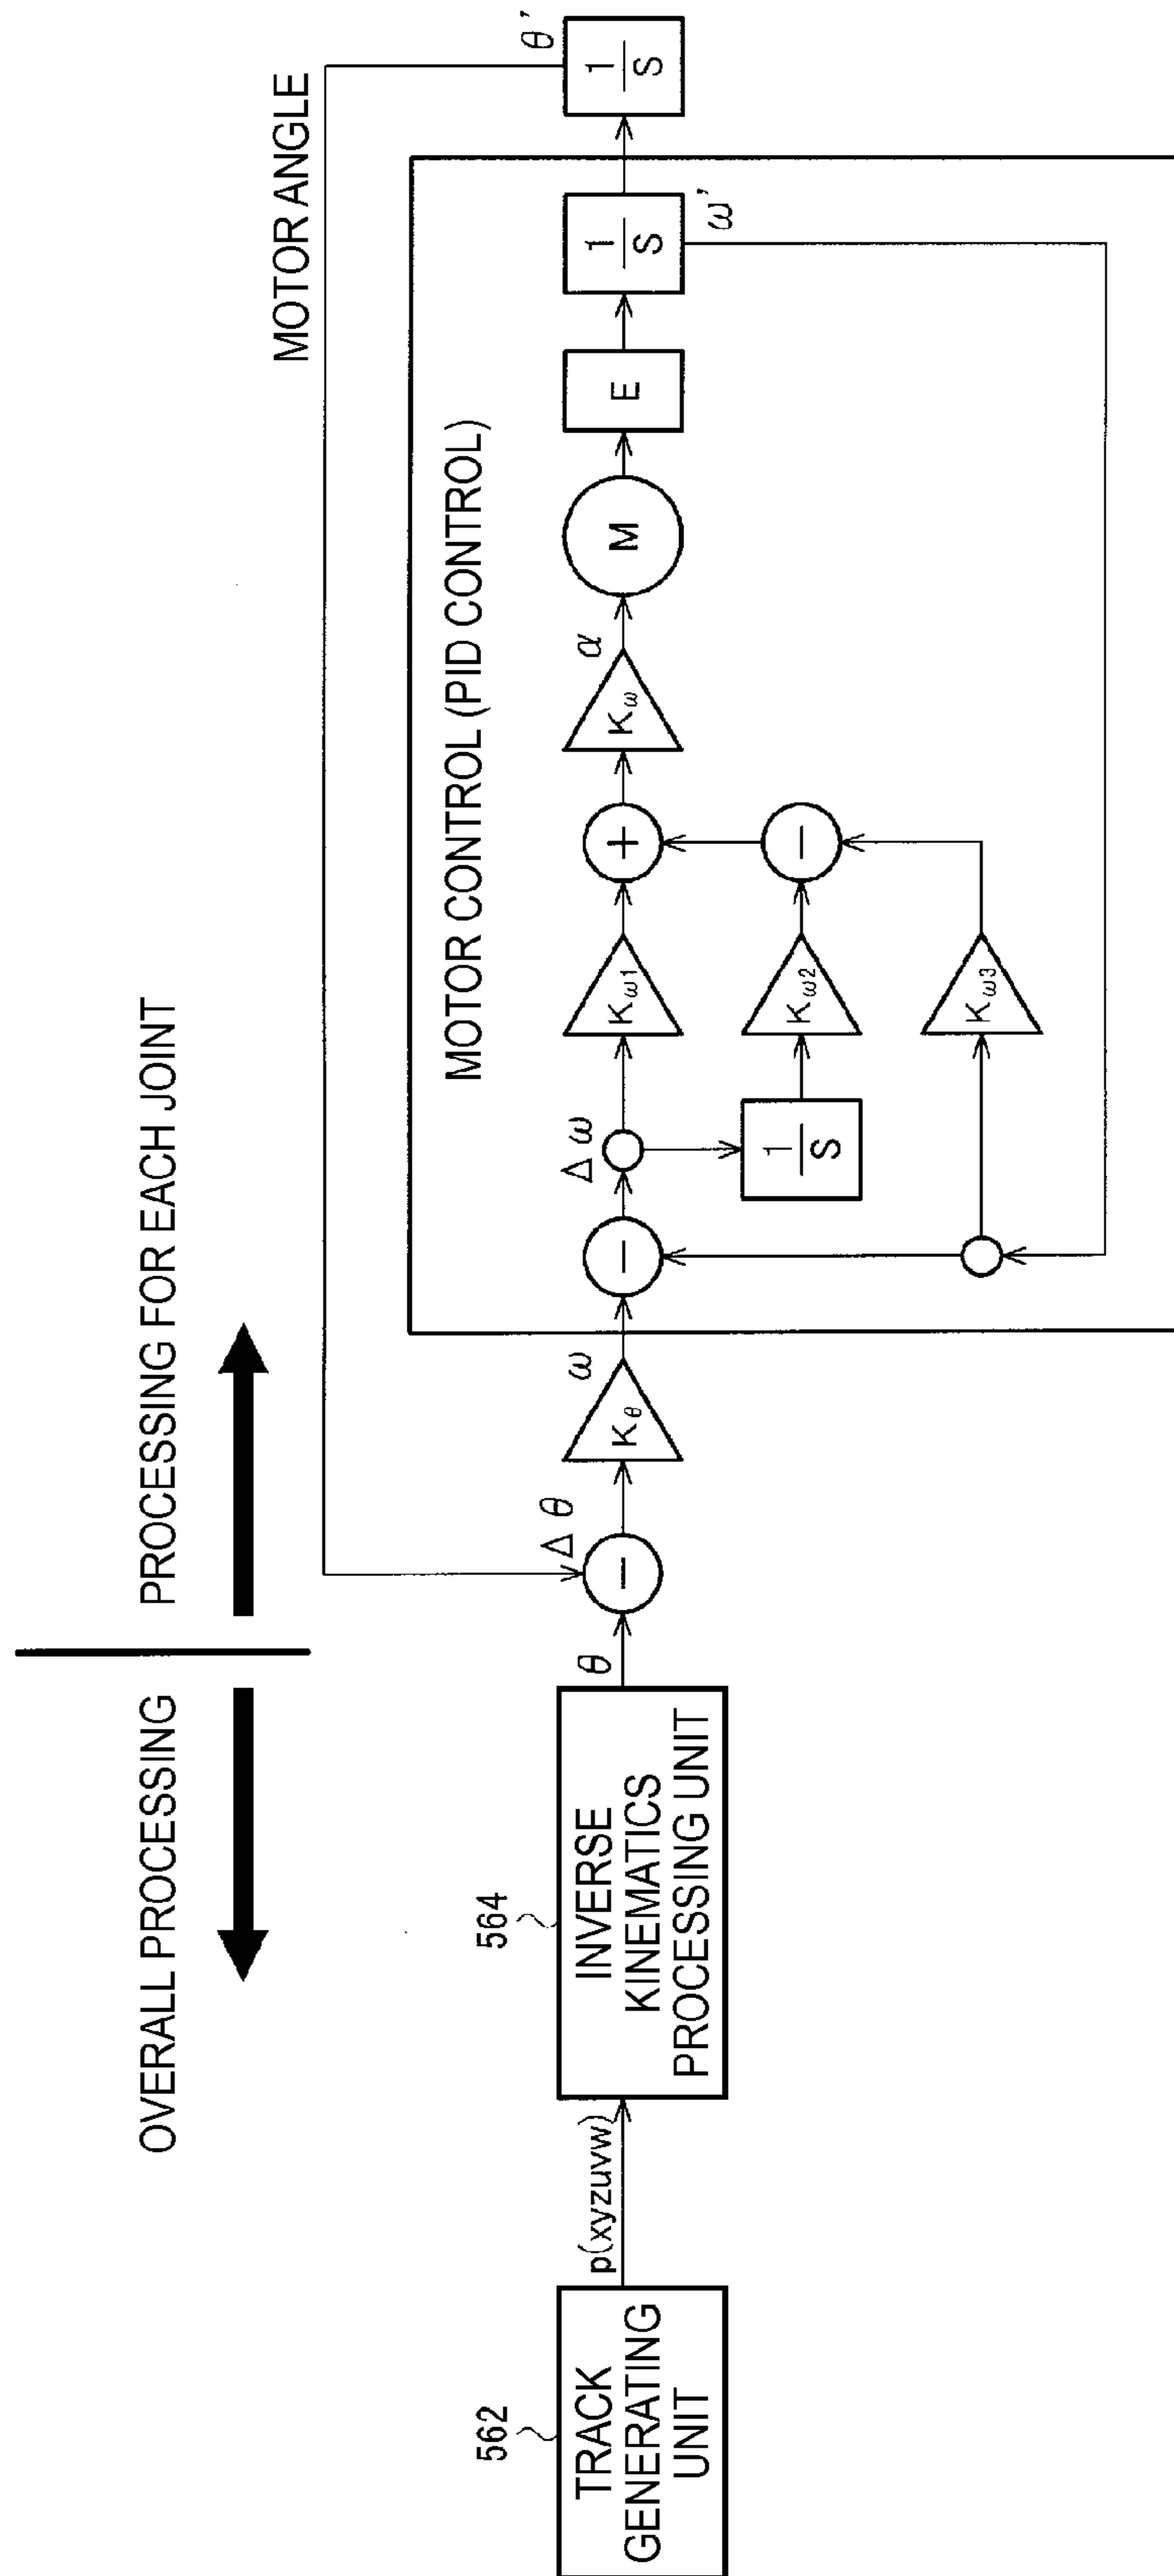 OVERALL PROCESSING
PROCESSING FOR EACH JOINT
MOTOR ANGLE
562
TRACK
GENERATING
UNIT
p(xyzuvw)
564
INVERSE
KINEMATICS
PROCESSING UNIT
θ
-
Δθ
Kθ
ω
MOTOR CONTROL (PID CONTROL)
-
Δω
Kω1
+
Kω
α
M
E
1
S
ω'
1
S
θ'
1
S
Kω2
-
Kω3